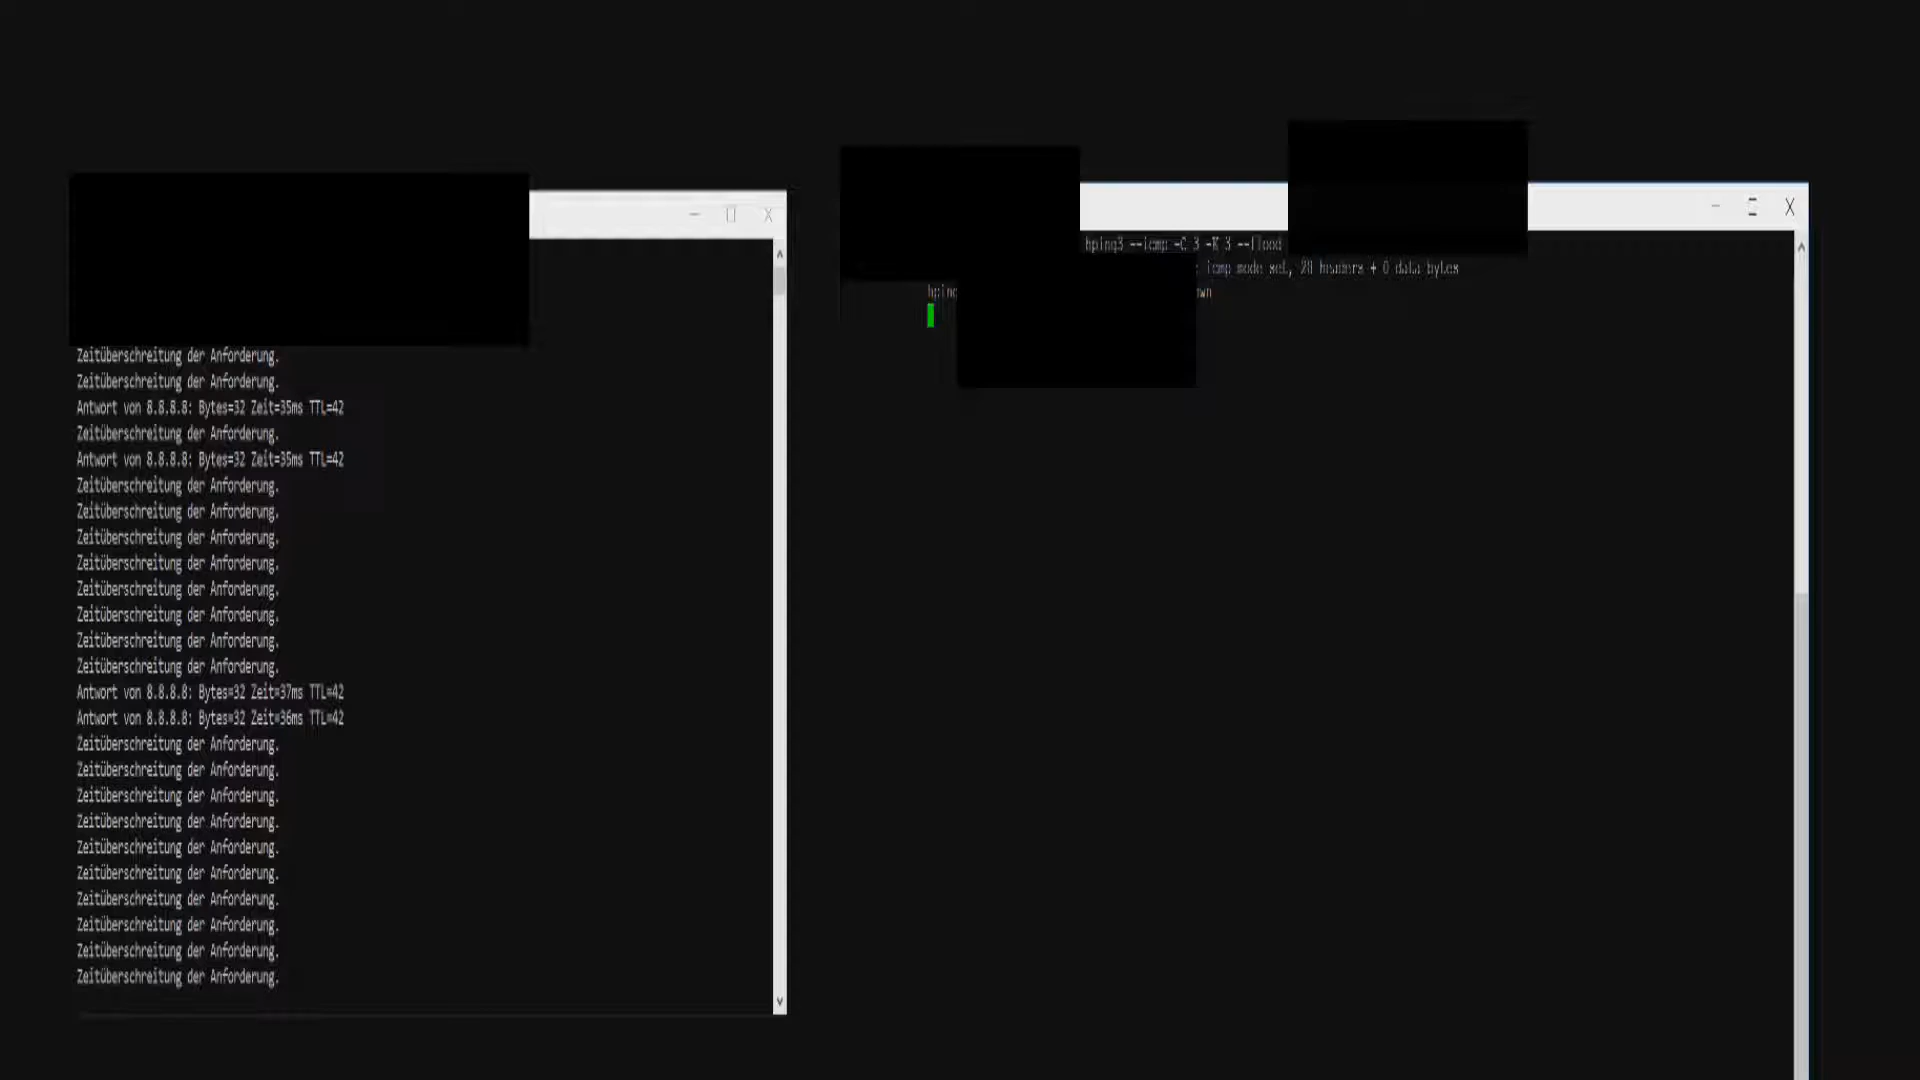 Zeitüberschreitung der Anforderung.
Zeitüberschreitung der Anforderung.
Antwort von 8.8.8.8: Bytes=32 Zeit=35ms TTL=42
Zeitüberschreitung der Anforderung.
Antwort von 8.8.8.8: Bytes=32 Zeit=35ms TTL=42
Zeitüberschreitung der Anforderung.
Zeitüberschreitung der Anforderung.
Zeitüberschreitung der Anforderung.
Zeitüberschreitung der Anforderung.
Zeitüberschreitung der Anforderung.
Zeitüberschreitung der Anforderung.
Zeitüberschreitung der Anforderung.
Zeitüberschreitung der Anforderung.
Antwort von 8.8.8.8: Bytes=32 Zeit=37ms TTL=42
Antwort von 8.8.8.8: Bytes=32 Zeit=36ms TTL=42
Zeitüberschreitung der Anforderung.
Zeitüberschreitung der Anforderung.
Zeitüberschreitung der Anforderung.
Zeitüberschreitung der Anforderung.
Zeitüberschreitung der Anforderung.
Zeitüberschreitung der Anforderung.
Zeitüberschreitung der Anforderung.
Zeitüberschreitung der Anforderung.
Zeitüberschreitung der Anforderung.
Zeitüberschreitung der Anforderung.
hping3 --icmp -C 3 -K 3 --flood
: icmp mode set, 28 headers + 0 data bytes
hping wn